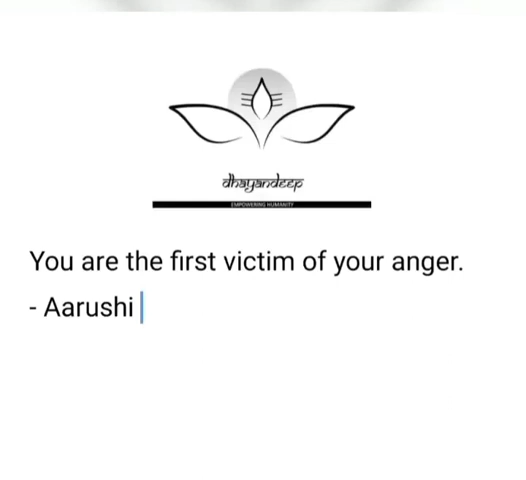 dhayandeep
EMPOWERING HUMANITY
You are the first victim of your anger.
- Aarushi